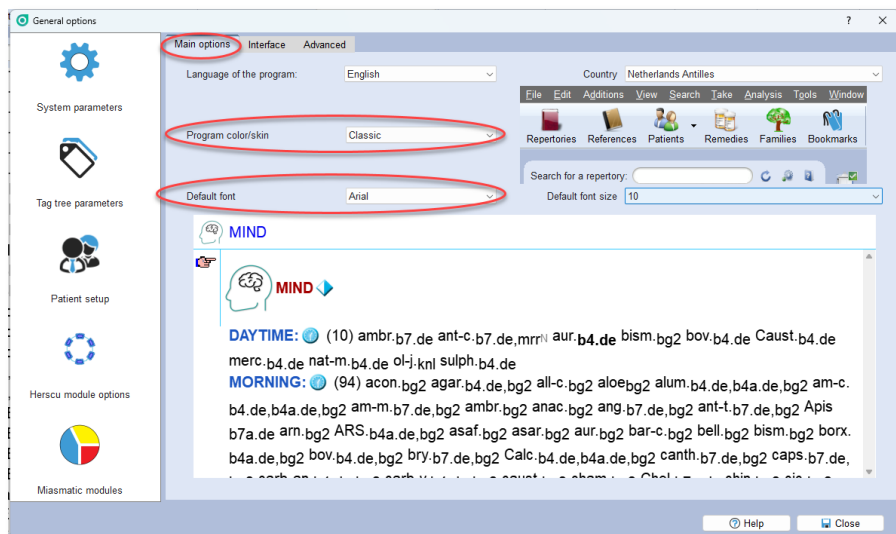 General options
? X
Main options Interface Advanced
Language of the program: English Country Netherlands Antilles
File Edit Additions View Search Take Analysis Tools Window
System parameters
Program color/skin Classic
Repertories References Patients Remedies Families Bookmarks
Search for a repertory:
Tag tree parameters
Default font Arial Default font size 10
MIND
MIND
Patient setup
DAYTIME: (10) ambr.b7.de ant-c.b7.de,mrrN aur.b4.de bism.bg2 bov.b4.de Caust.b4.de
merc.b4.de nat-m.b4.de ol-j.knl sulph.b4.de
MORNING: (94) acon.bg2 agar.b4.de,bg2 all-c.bg2 aloebg2 alum.b4.de,b4a.de,bg2 am-c.
Herscu module options
b4.de,b4a.de,bg2 am-m.b7.de,bg2 ambr.bg2 anac.bg2 ang.b7.de,bg2 ant-t.b7.de,bg2 Apis
b7a.de arn.bg2 ARS.b4a.de,bg2 asaf.bg2 asar.bg2 aur.bg2 bar-c.bg2 bell.bg2 bism.bg2 borx.
b4a.de,bg2 bov.b4.de,bg2 bry.b7.de,bg2 Calc.b4.de,b4a.de,bg2 canth.b7.de,bg2 caps.b7.de,
Miasmatic modules
Help Close